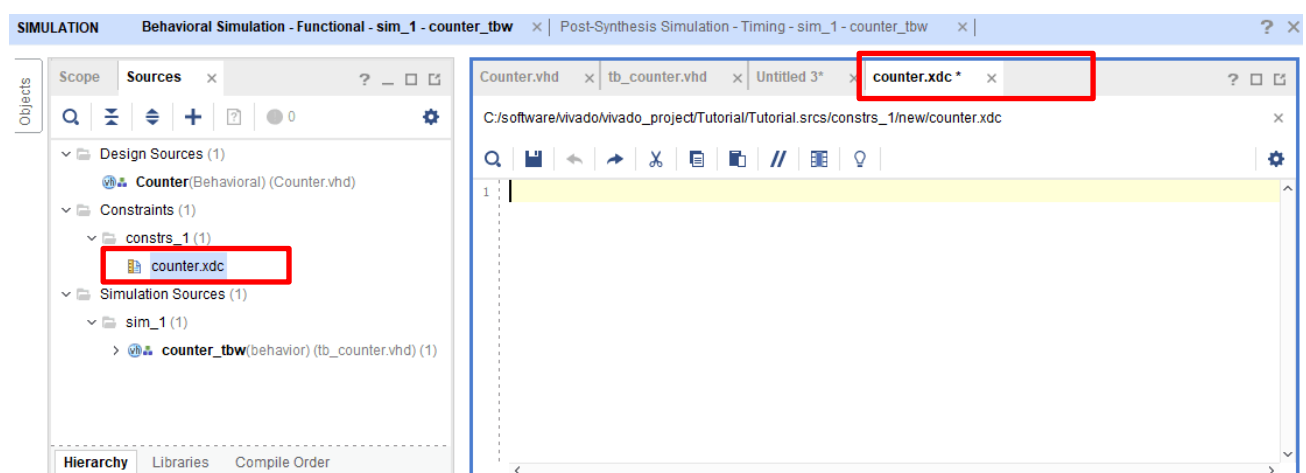 SIMULATION Behavioral Simulation - Functional - sim_1 - counter_tbw × Post-Synthesis Simulation - Timing - sim_1 - counter_tbw × ? ×
Objects
Scope Sources × ? _
0
Design Sources (1)
Counter(Behavioral) (Counter.vhd)
Constraints (1)
constrs_1 (1)
counter.xdc
Simulation Sources (1)
sim_1 (1)
counter_tbw(behavior) (tb_counter.vhd) (1)
Hierarchy Libraries Compile Order
Counter.vhd × tb_counter.vhd × Untitled 3* × counter.xdc * × ?
C:/software/vivado/vivado_project/Tutorial/Tutorial.srcs/constrs_1/new/counter.xdc ×
1